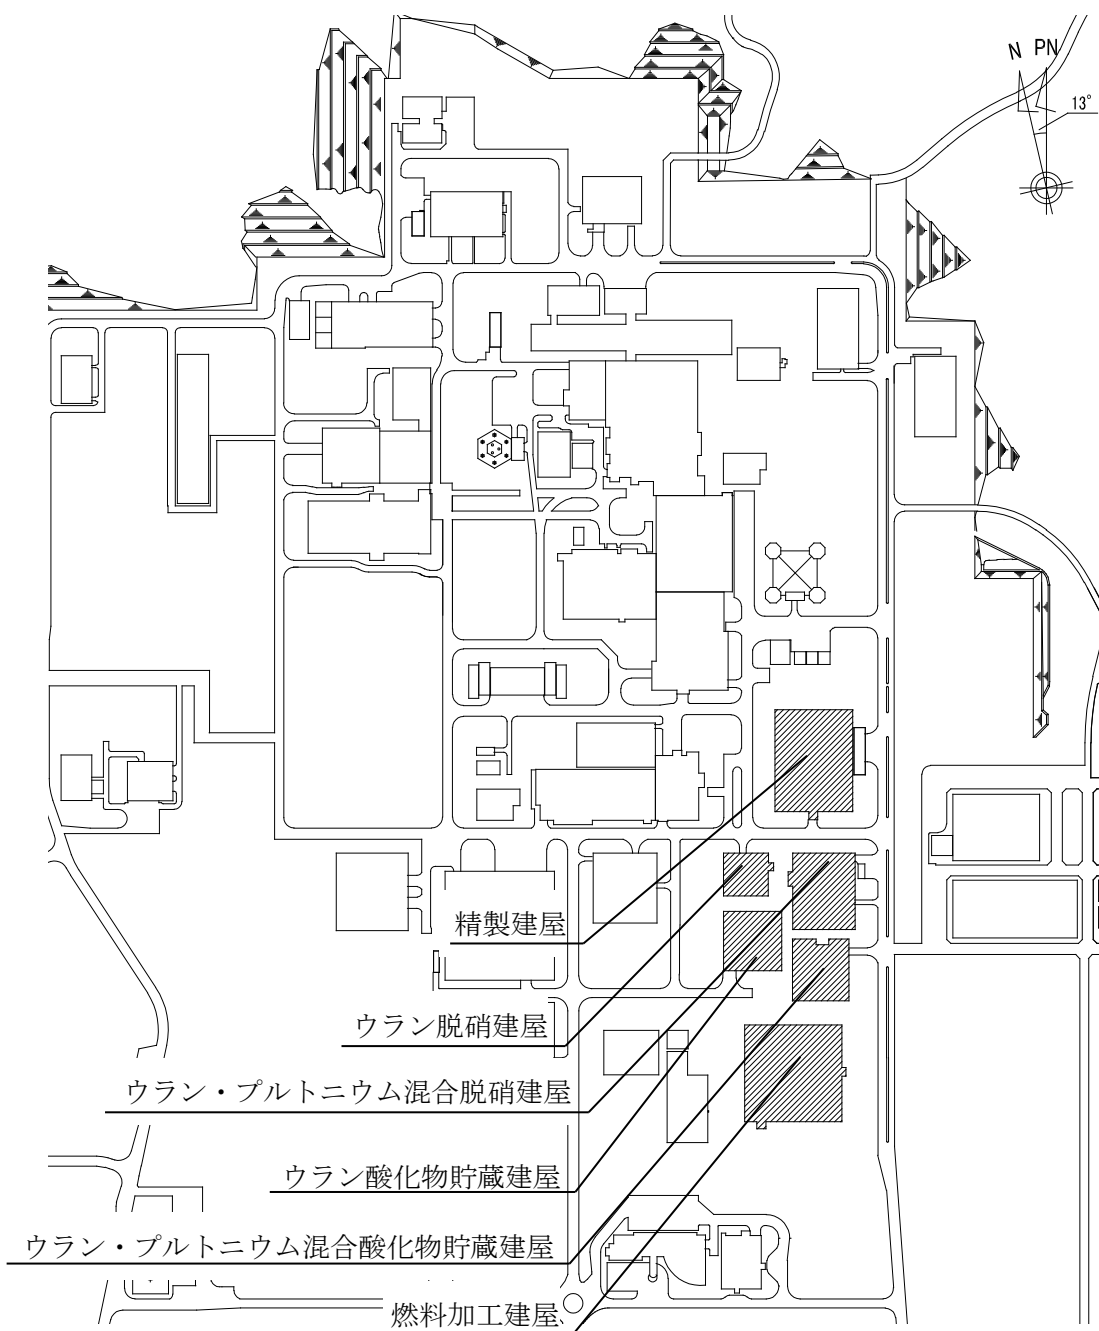 N PN
13°
精製建屋
ウラン脱硝建屋
ウラン・プルトニウム混合脱硝建屋
ウラン酸化物貯蔵建屋
ウラン・プルトニウム混合酸化物貯蔵建屋
燃料加工建屋